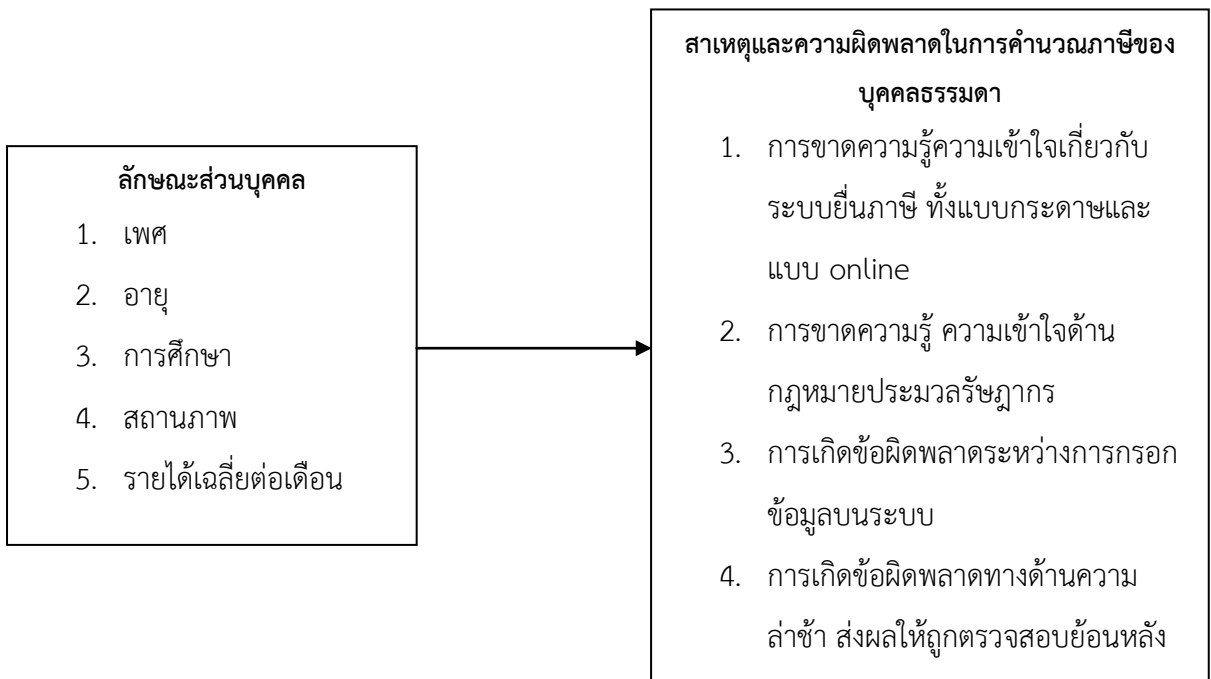 ลักษณะส่วนบุคคล
1. เพศ
2. อายุ
3. การศึกษา
4. สถานภาพ
5. รายได้เฉลี่ยต่อเดือน
สาเหตุและความผิดพลาดในการคำนวณภาษีของ
บุคคลธรรมดา
1. การขาดความรู้ความเข้าใจเกี่ยวกับ
ระบบยื่นภาษี ทั้งแบบกระดาษและ
แบบ online
2. การขาดความรู้ ความเข้าใจด้าน
กฎหมายประมวลรัษฎากร
3. การเกิดข้อผิดพลาดระหว่างการกรอก
ข้อมูลบนระบบ
4. การเกิดข้อผิดพลาดทางด้านความ
ล่าช้า ส่งผลให้ถูกตรวจสอบย้อนหลัง